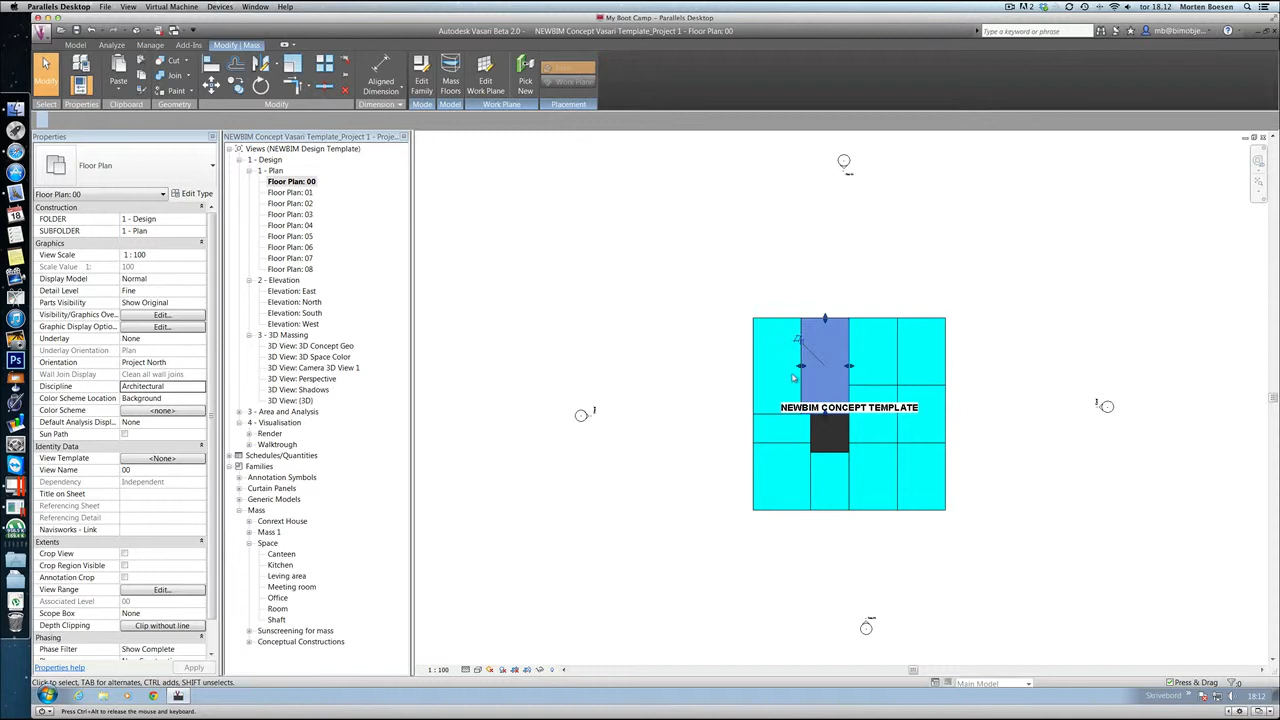 Parallels Desktop File View Virtual Machine Devices Window Help
2 tor 18.12 Morten Boesen
My Boot Camp – Parallels Desktop
Autodesk Vasari Beta 2.0 - NEWBIM Concept Vasari Template_Project 1 - Floor Plan: 00
Type a keyword or phrase
mb@bimobje...
Model Analyze Manage Add-Ins Modify | Mass
Cut
Join
Paint
Modify
Paste
Aligned Dimension
Edit Family
Mass Floors
Edit Work Plane
Pick New
Work Plane
Select Properties Clipboard Geometry Modify Dimension Mode Model Work Plane Placement
Properties
NEWBIM Concept Vasari Template_Project 1 - Proje...
Floor Plan
Floor Plan: 00
Edit Type
Construction
FOLDER 1 - Design
SUBFOLDER 1 - Plan
Graphics
View Scale 1 : 100
Scale Value 1: 100
Display Model Normal
Detail Level Fine
Parts Visibility Show Original
Visibility/Graphics Ove... Edit...
Graphic Display Optio... Edit...
Underlay None
Underlay Orientation Plan
Orientation Project North
Wall Join Display Clean all wall joins
Discipline Architectural
Color Scheme Location Background
Color Scheme <none>
Default Analysis Displ... None
Sun Path
Identity Data
View Template <None>
View Name 00
Dependency Independent
Title on Sheet
Referencing Sheet
Referencing Detail
Navisworks - Link
Extents
Crop View
Crop Region Visible
Annotation Crop
View Range Edit...
Associated Level 00
Scope Box None
Depth Clipping Clip without line
Phasing
Phase Filter Show Complete
Properties help
Apply
Views (NEWBIM Design Template)
1 - Design
1 - Plan
Floor Plan: 00
Floor Plan: 01
Floor Plan: 02
Floor Plan: 03
Floor Plan: 04
Floor Plan: 05
Floor Plan: 06
Floor Plan: 07
Floor Plan: 08
2 - Elevation
Elevation: East
Elevation: North
Elevation: South
Elevation: West
3 - 3D Massing
3D View: 3D Concept Geo
3D View: 3D Space Color
3D View: Camera 3D View 1
3D View: Perspective
3D View: Shadows
3D View: {3D}
3 - Area and Analysis
4 - Visualisation
Render
Walkthrough
Schedules/Quantities
Families
Annotation Symbols
Curtain Panels
Generic Models
Mass
Conrext House
Mass 1
Space
Canteen
Kitchen
Leving area
Meeting room
Office
Room
Shaft
Sunscreening for mass
Conceptual Constructions
NEWBIM CONCEPT TEMPLATE
1 : 100
Click to select, TAB for alternates, CTRL adds, SHIFT unselects.
Main Model
Press & Drag
:0
Skrivebord
18:12
Press Ctrl+Alt to release the mouse and keyboard.